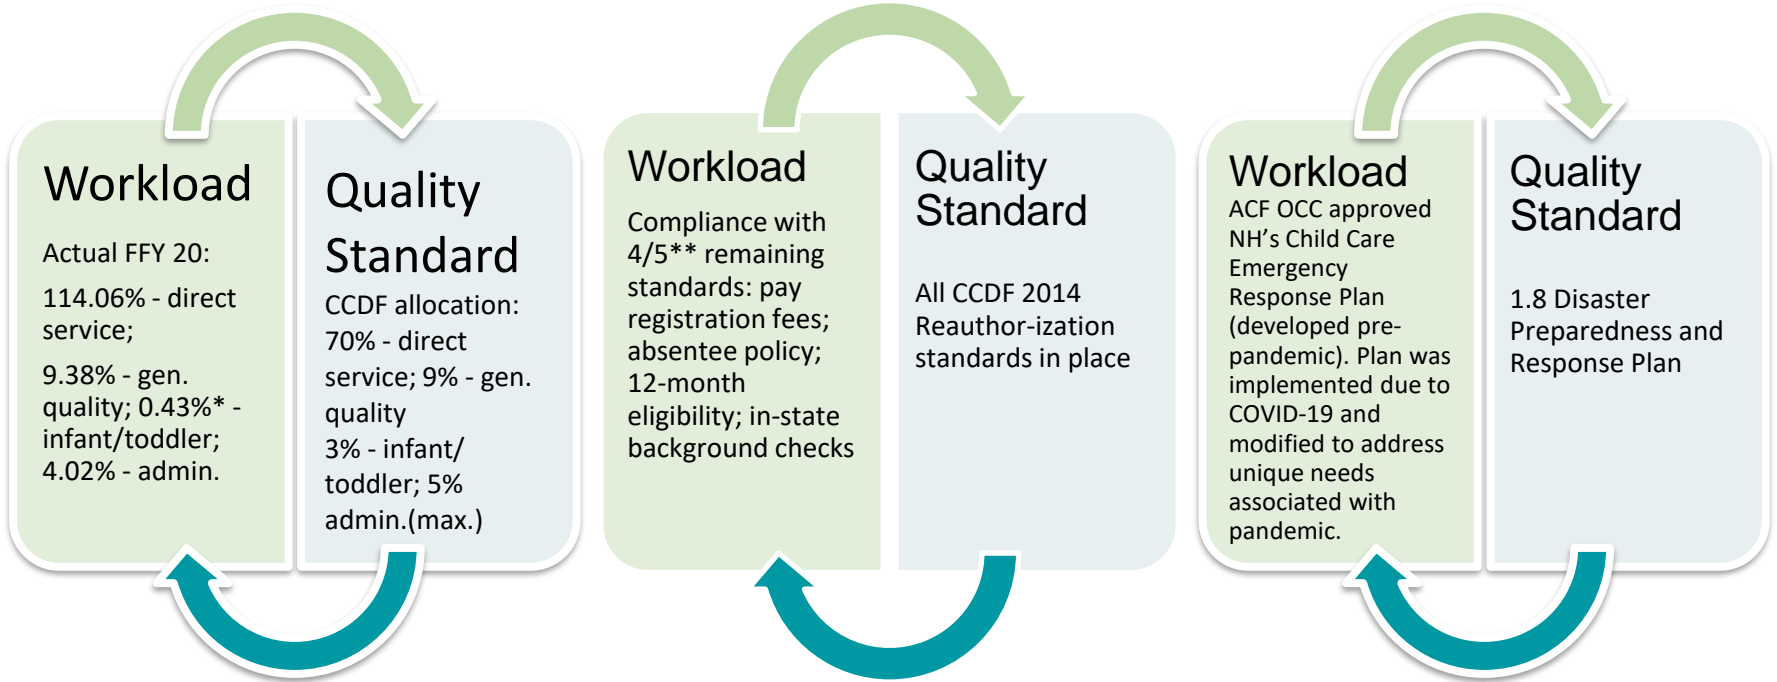 Workload
Actual FFY 20:
114.06% - direct
service;
9.38% - gen.
quality; 0.43%* -
infant/toddler;
4.02% - admin.
Quality
Standard
CCDF allocation:
70% - direct
service; 9% - gen.
quality
3% - infant/
toddler; 5%
admin.(max.)
Workload
Compliance with
4/5** remaining
standards: pay
registration fees;
absentee policy;
12-month
eligibility; in-state
background checks
Quality
Standard
All CCDF 2014
Reauthor-ization
standards in place
Workload
ACF OCC approved
NH’s Child Care
Emergency
Response Plan
(developed pre-
pandemic). Plan was
implemented due to
COVID-19 and
modified to address
unique needs
associated with
pandemic.
Quality
Standard
1.8 Disaster
Preparedness and
Response Plan